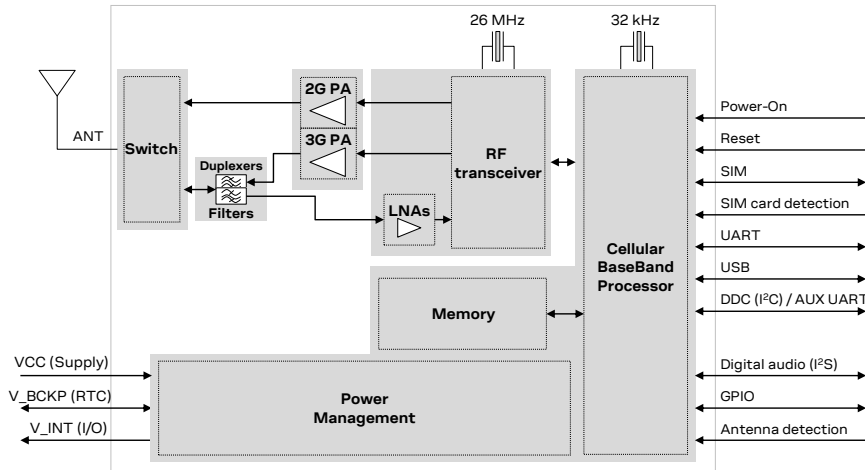 26 MHz
32 kHz
ANT
Switch
2G PA
3G PA
Duplexers
Filters
LNAs
RF
transceiver
Cellular
BaseBand
Processor
Memory
Power
Management
VCC (Supply)
V_BCKP (RTC)
V_INT (I/O)
Power-On
Reset
SIM
SIM card detection
UART
USB
DDC (I²C) / AUX UART
Digital audio (I²S)
GPIO
Antenna detection